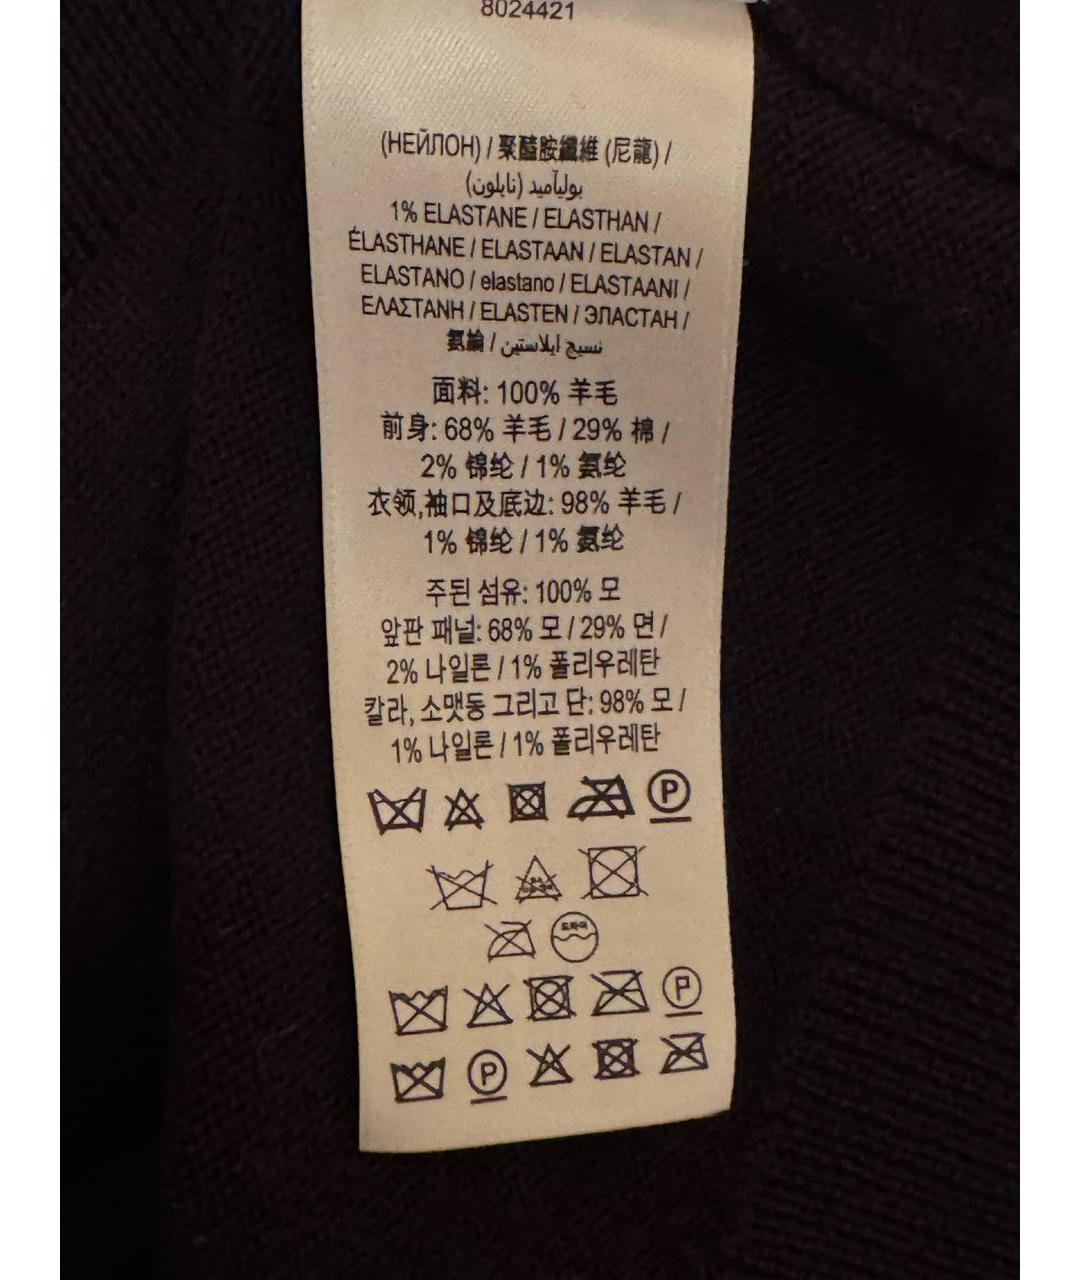 8024421
(НЕЙЛОН) / 聚醯胺纖維 (尼龍) /
بولیآمید (نایلون)
1% ELASTANE / ELASTHAN /
ÉLASTHANE / ELASTAAN / ELASTAN /
ELASTANO / elastano / ELASTAANI /
ΕΛΑΣΤΑΝΗ / ELASTEN / ЭЛАСТАН /
氨綸 / نسيج ايلاستين
面料: 100% 羊毛
前身: 68% 羊毛 / 29% 棉 /
2% 锦纶 / 1% 氨纶
衣领,袖口及底边: 98% 羊毛 /
1% 锦纶 / 1% 氨纶
주된 섬유: 100% 모
앞판 패널: 68% 모 / 29% 면 /
2% 나일론 / 1% 폴리우레탄
칼라, 소맷동 그리고 단: 98% 모 /
1% 나일론 / 1% 폴리우레탄
P
드라이
P
P